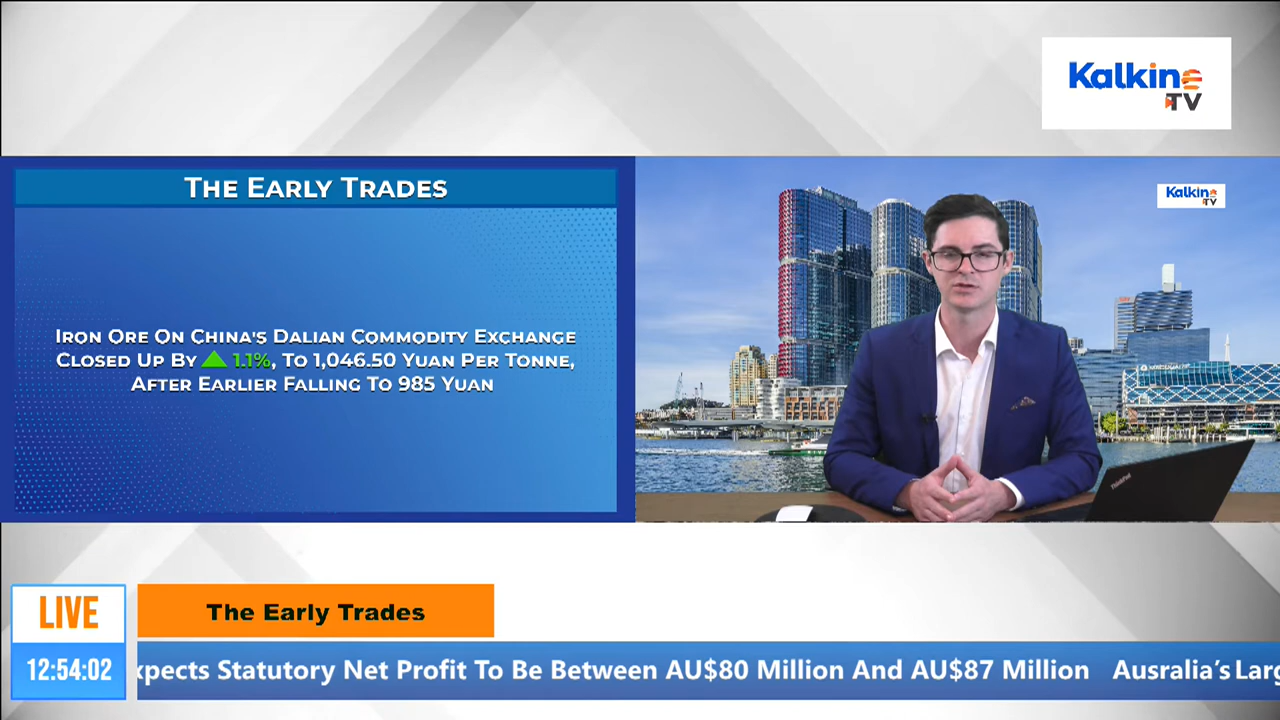 Kalkine
TV
THE EARLY TRADES
Kalkine
TV
IRON ORE ON CHINA'S DALIAN COMMODITY EXCHANGE
CLOSED UP BY 1.1%, TO 1,046.50 YUAN PER TONNE,
AFTER EARLIER FALLING TO 985 YUAN
ThinkPad
LIVE
The Early Trades
12:54:02
xpects Statutory Net Profit To Be Between AU$80 Million And AU$87 Million Ausralia's Larg